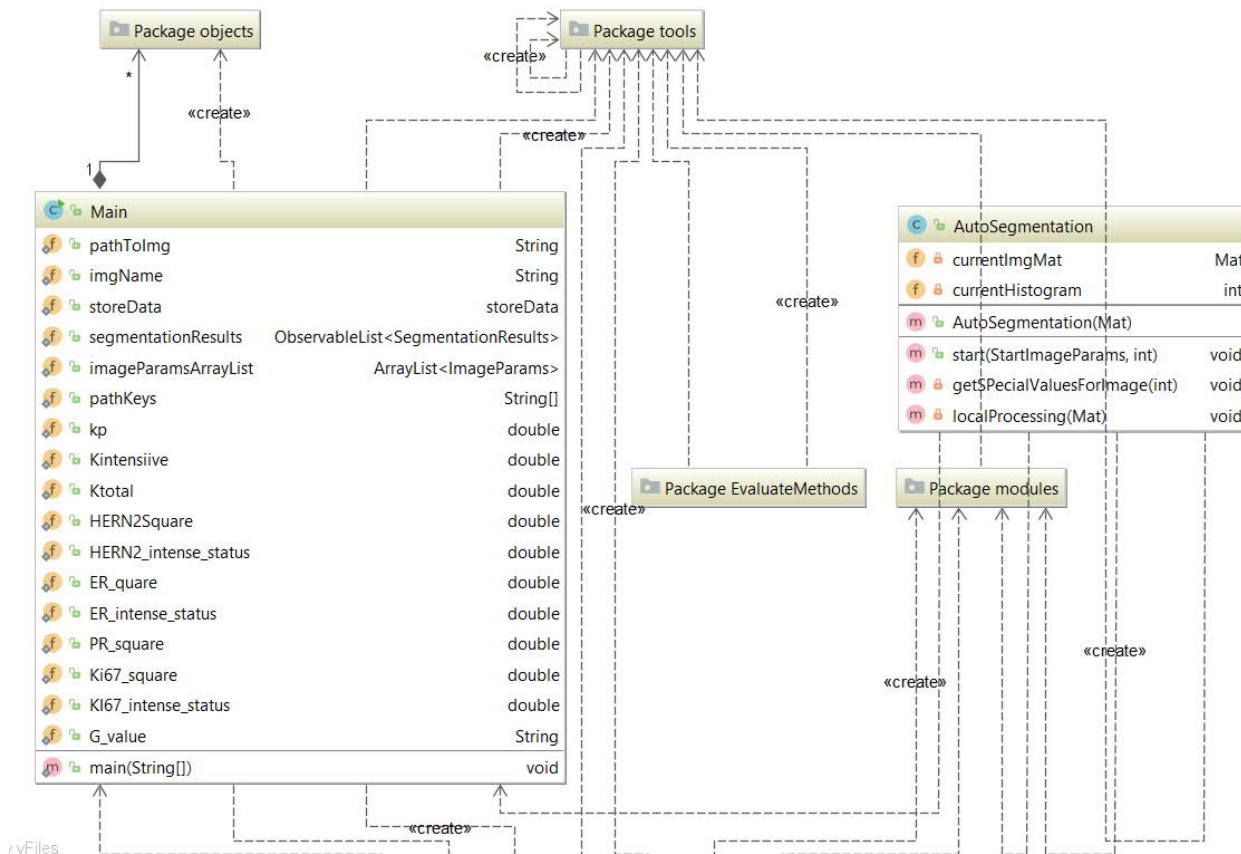 Package objects
Package tools
«create»
*
«create»
«create»
1
Main
pathToImg String
imgName String
storeData storeData
segmentationResults ObservableList<SegmentationResults>
imageParamsArrayList ArrayList<ImageParams>
pathKeys String[]
kp double
Kintensiive double
Ktotal double
HERN2Square double
HERN2_intense_status double
ER_quare double
ER_intense_status double
PR_square double
Ki67_square double
KI67_intense_status double
G_value String
main(String[]) void
AutoSegmentation
currentImgMat Mat
currentHistogram int
AutoSegmentation(Mat)
start(StartImageParams, int) void
getSPecialValuesForImage(int) void
localProcessing(Mat) void
«create»
Package EvaluateMethods
Package modules
«create»
«create»
«create»
«create»
yFiles